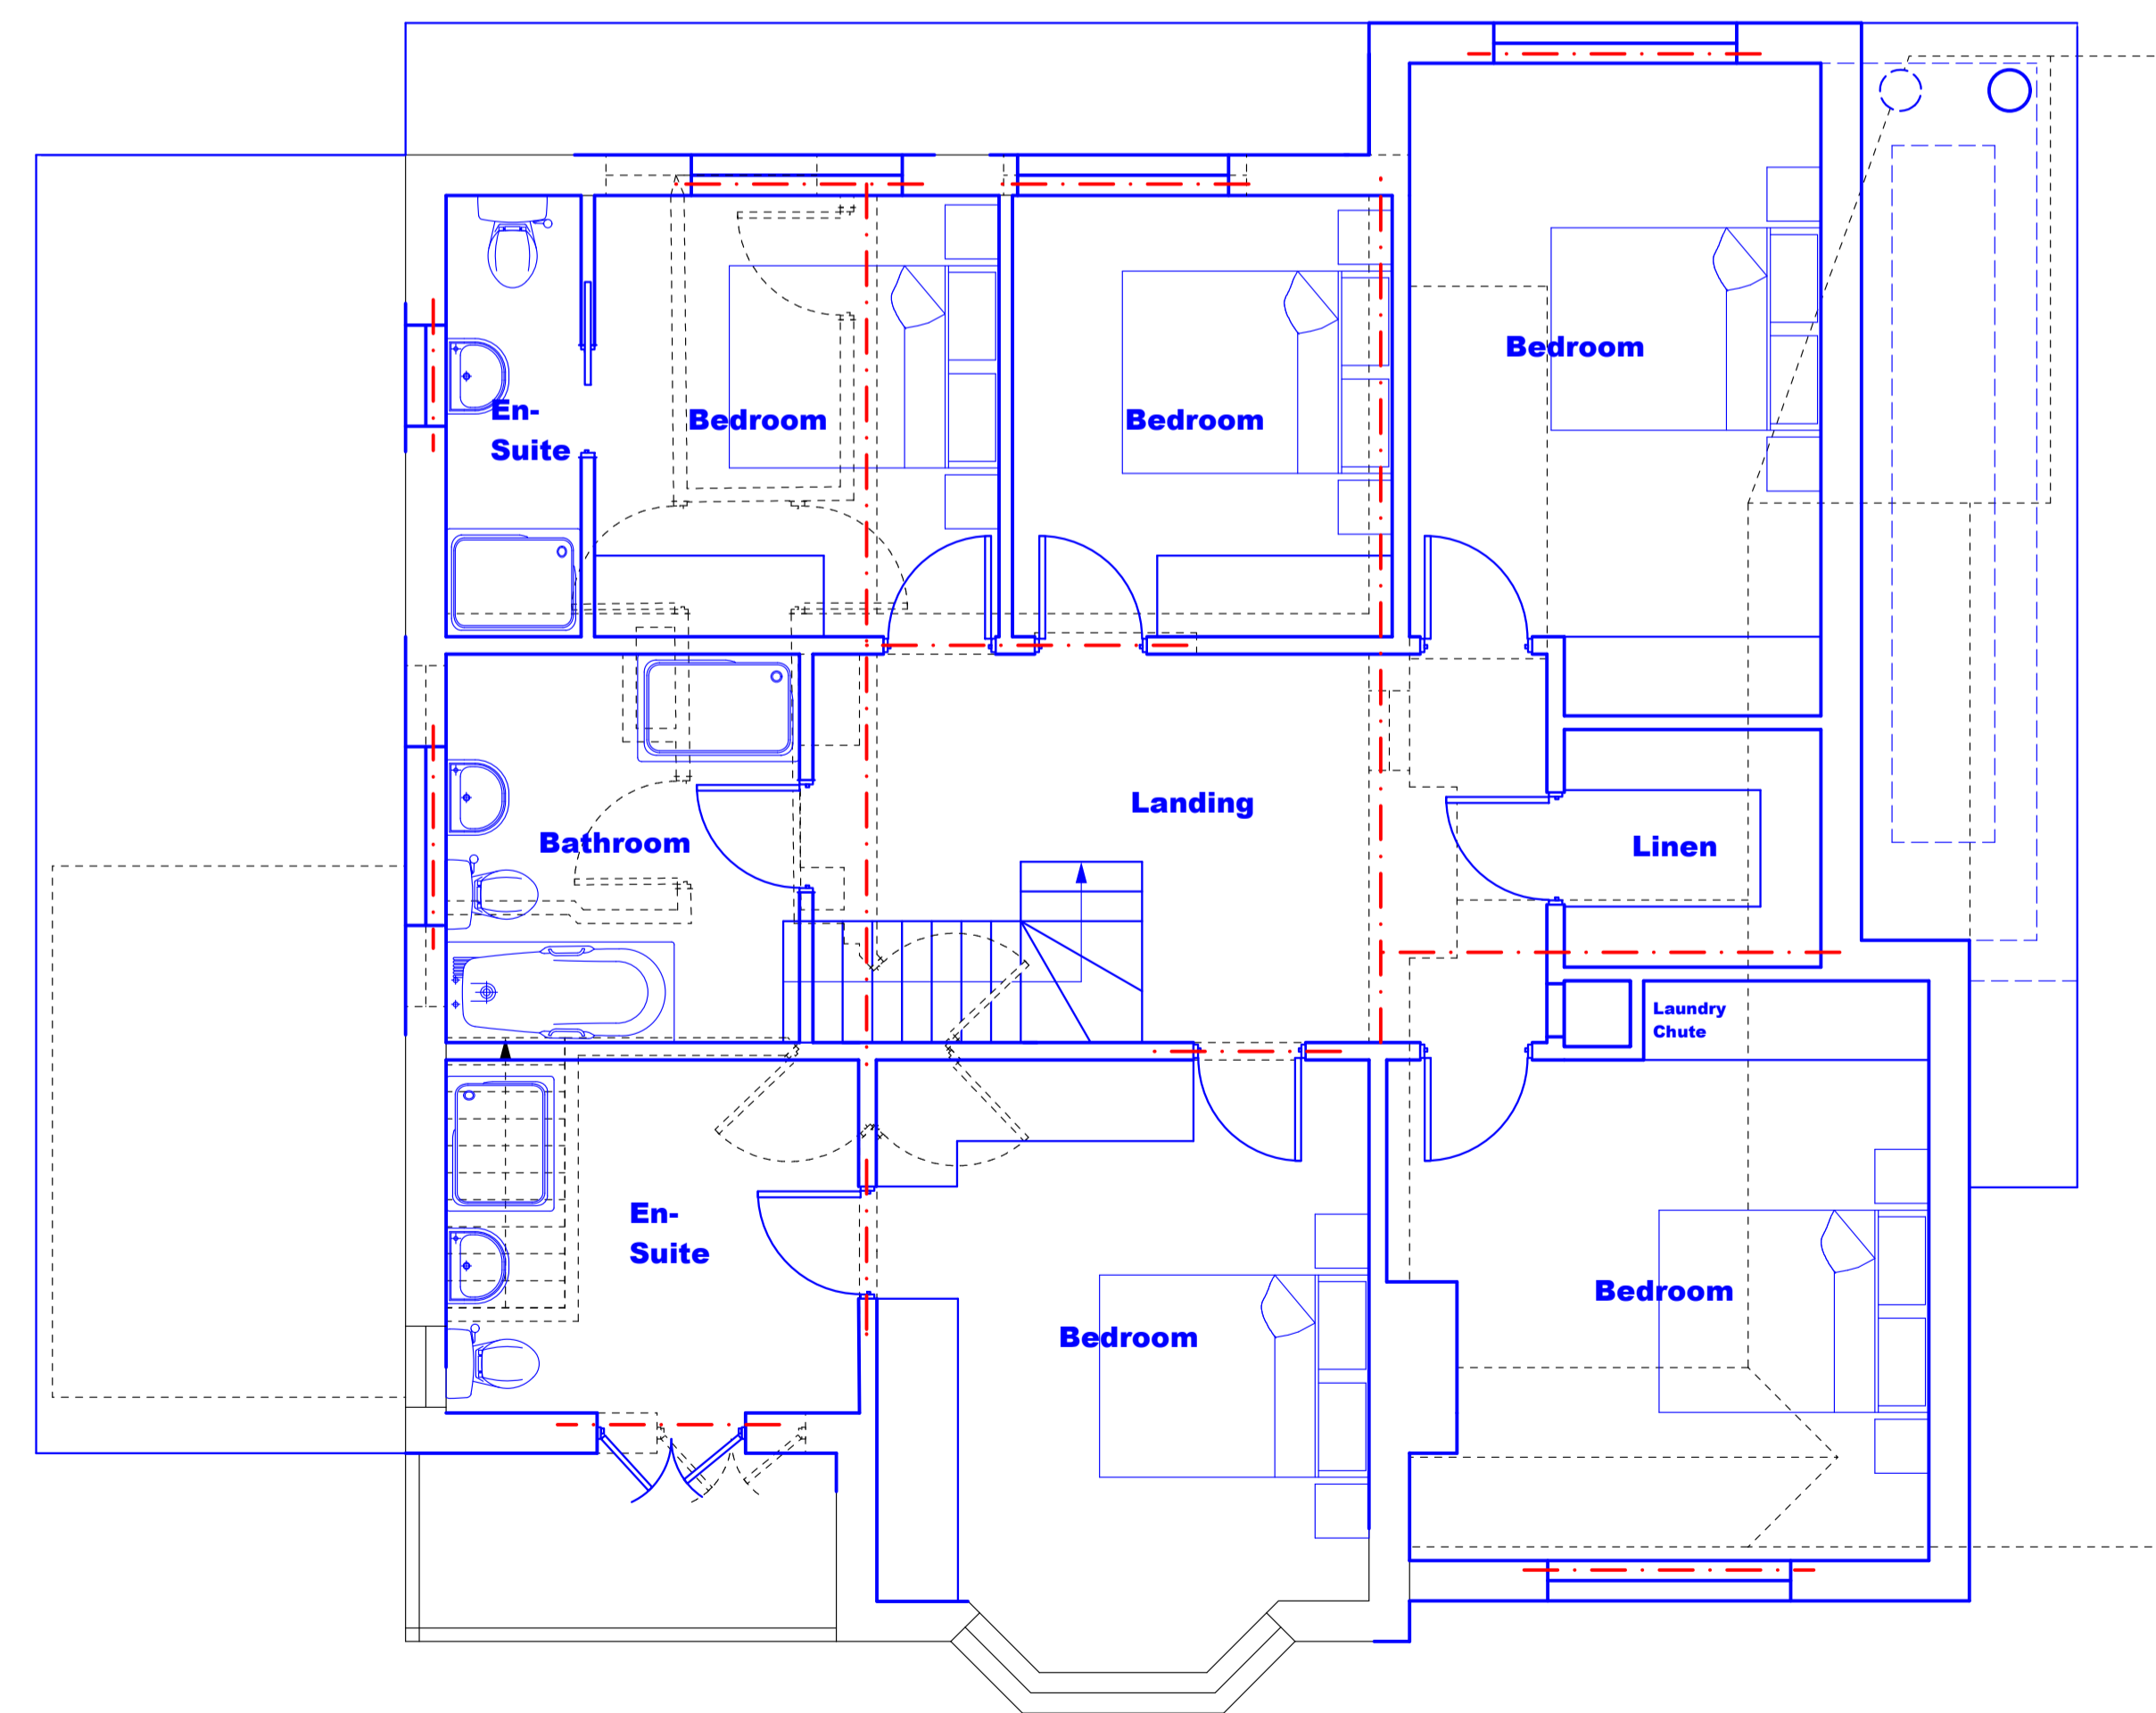 Bedroom
En-
Suite
Bedroom
Bedroom
Landing
Bathroom
Linen
Laundry
Chute
En-
Suite
Bedroom
Bedroom